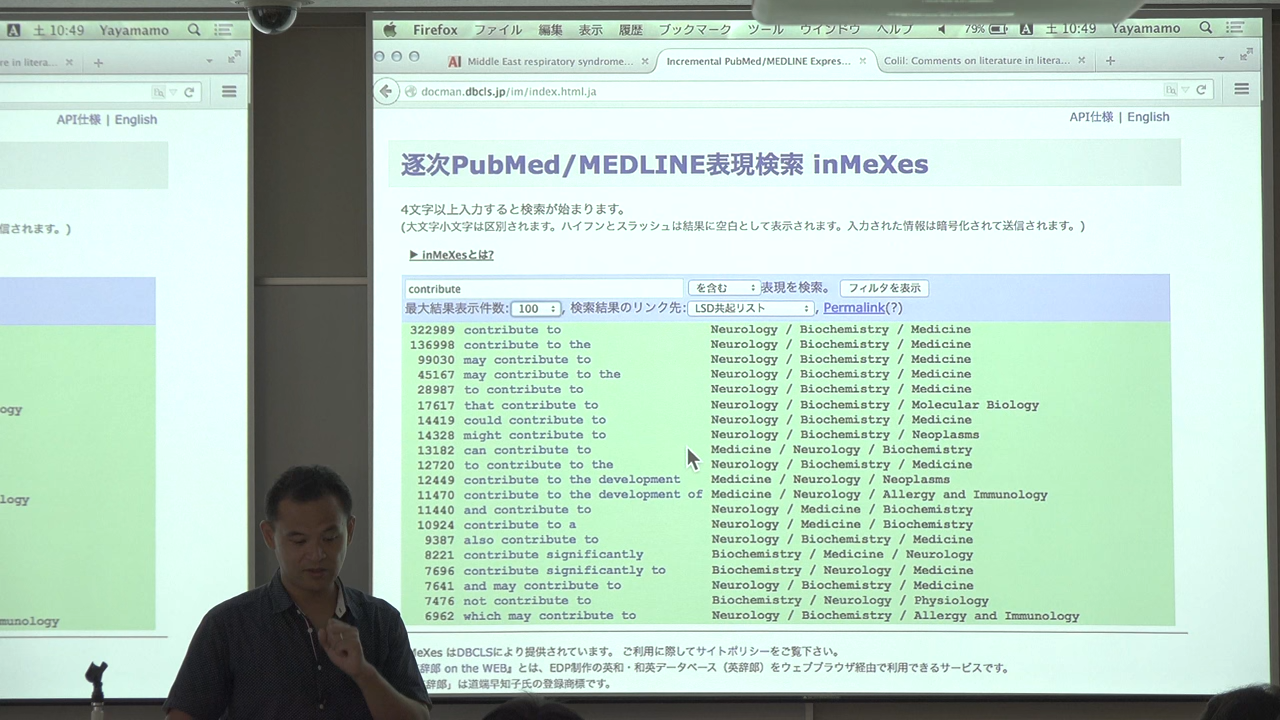 土 10:49 Yayamamo
API仕様 | English
信されます。)
ogy
logy
munology
Firefox ファイル 編集 表示 履歴 ブックマーク ツール ウインドウ ヘルプ 79% 土 10:49 Yayamamo
Middle East respiratory syndrome... × Incremental PubMed/MEDLINE Expres... × Colil: Comments on literature in litera... × +
docman.dbcls.jp/im/index.html.ja
API仕様 | English
逐次PubMed/MEDLINE表現検索 inMeXes
4文字以上入力すると検索が始まります。
(大文字小文字は区別されます。ハイフンとスラッシュは結果に空白として表示されます。入力された情報は暗号化されて送信されます。)
▶ inMeXesとは?
contribute を含む 表現を検索。 フィルタを表示
最大結果表示件数: 100 , 検索結果のリンク先: LSD共起リスト , Permalink(?)
322989 contribute to Neurology / Biochemistry / Medicine
136998 contribute to the Neurology / Biochemistry / Medicine
99030 may contribute to Neurology / Biochemistry / Medicine
45167 may contribute to the Neurology / Biochemistry / Medicine
28987 to contribute to Neurology / Biochemistry / Medicine
17617 that contribute to Neurology / Biochemistry / Molecular Biology
14419 could contribute to Neurology / Biochemistry / Medicine
14328 might contribute to Neurology / Biochemistry / Neoplasms
13182 can contribute to Medicine / Neurology / Biochemistry
12720 to contribute to the Neurology / Biochemistry / Medicine
12449 contribute to the development Medicine / Neurology / Neoplasms
11470 contribute to the development of Medicine / Neurology / Allergy and Immunology
11440 and contribute to Neurology / Medicine / Biochemistry
10924 contribute to a Neurology / Medicine / Biochemistry
9387 also contribute to Neurology / Biochemistry / Medicine
8221 contribute significantly Biochemistry / Medicine / Neurology
7696 contribute significantly to Biochemistry / Neurology / Medicine
7641 and may contribute to Neurology / Biochemistry / Medicine
7476 not contribute to Biochemistry / Neurology / Physiology
6962 which may contribute to Neurology / Biochemistry / Allergy and Immunology
MeXes はDBCLSにより提供されています。 ご利用に際してサイトポリシーをご覧下さい。
辞郎 on the WEB』とは、EDP制作の英和・和英データベース（英辞郎）をウェブブラウザ経由で利用できるサービスです。
辞郎」は道端早知子氏の登録商標です。